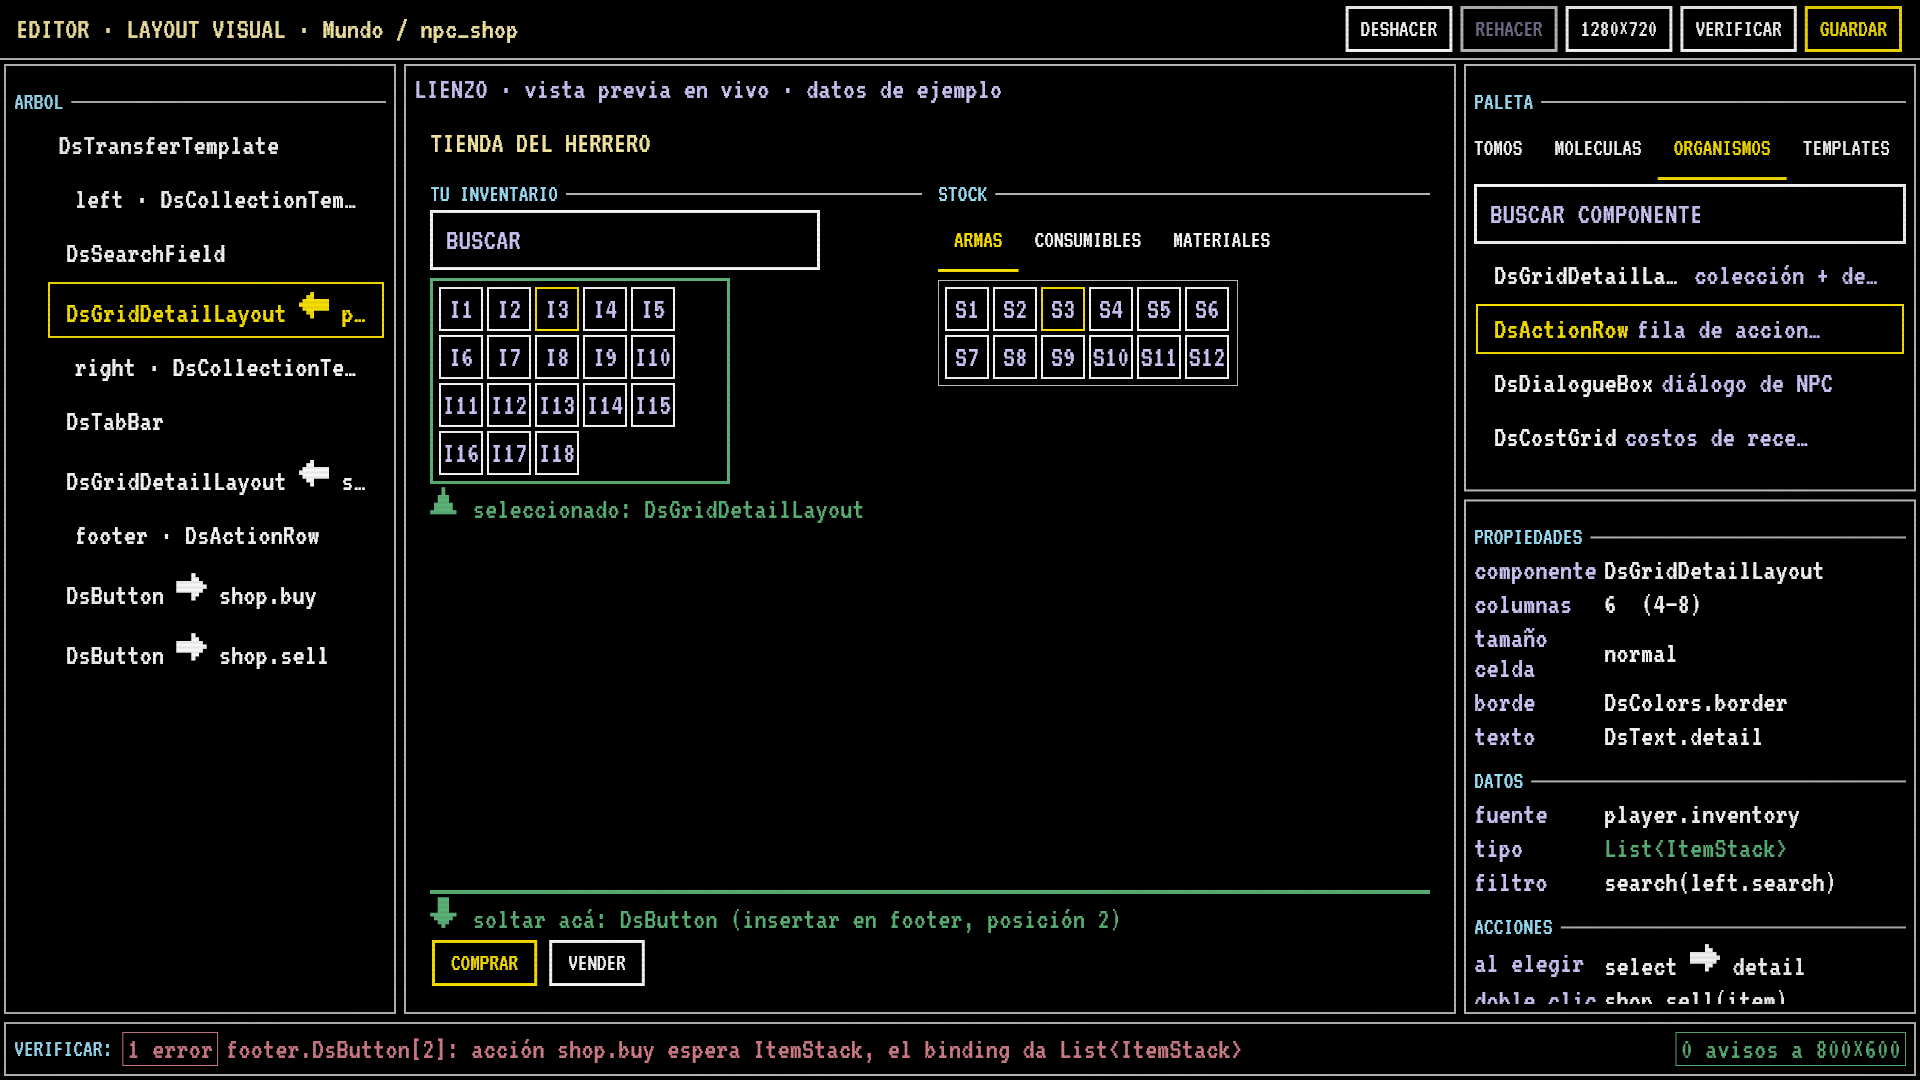 EDITOR · LAYOUT VISUAL · Mundo / npc_shop
DESHACER
REHACER
1280X720
VERIFICAR
GUARDAR
ARBOL
DsTransferTemplate
left · DsCollectionTem…
DsSearchField
DsGridDetailLayout ← p…
right · DsCollectionTe…
DsTabBar
DsGridDetailLayout ← s…
footer · DsActionRow
DsButton → shop.buy
DsButton → shop.sell
LIENZO · vista previa en vivo · datos de ejemplo
TIENDA DEL HERRERO
TU INVENTARIO
BUSCAR
I1 I2 I3 I4 I5
I6 I7 I8 I9 I10
I11 I12 I13 I14 I15
I16 I17 I18
seleccionado: DsGridDetailLayout
STOCK
ARMAS CONSUMIBLES MATERIALES
S1 S2 S3 S4 S5 S6
S7 S8 S9 S10 S11 S12
soltar acá: DsButton (insertar en footer, posición 2)
COMPRAR
VENDER
PALETA
TOMOS MOLECULAS ORGANISMOS TEMPLATES
BUSCAR COMPONENTE
DsGridDetailLa… colección + de…
DsActionRow fila de accion…
DsDialogueBox diálogo de NPC
DsCostGrid costos de rece…
PROPIEDADES
componente DsGridDetailLayout
columnas 6 (4-8)
tamaño celda normal
borde DsColors.border
texto DsText.detail
DATOS
fuente player.inventory
tipo List<ItemStack>
filtro search(left.search)
ACCIONES
al elegir select → detail
doble clic shop.sell(item)
VERIFICAR: 1 error footer.DsButton[2]: acción shop.buy espera ItemStack, el binding da List<ItemStack>
0 avisos a 800X600